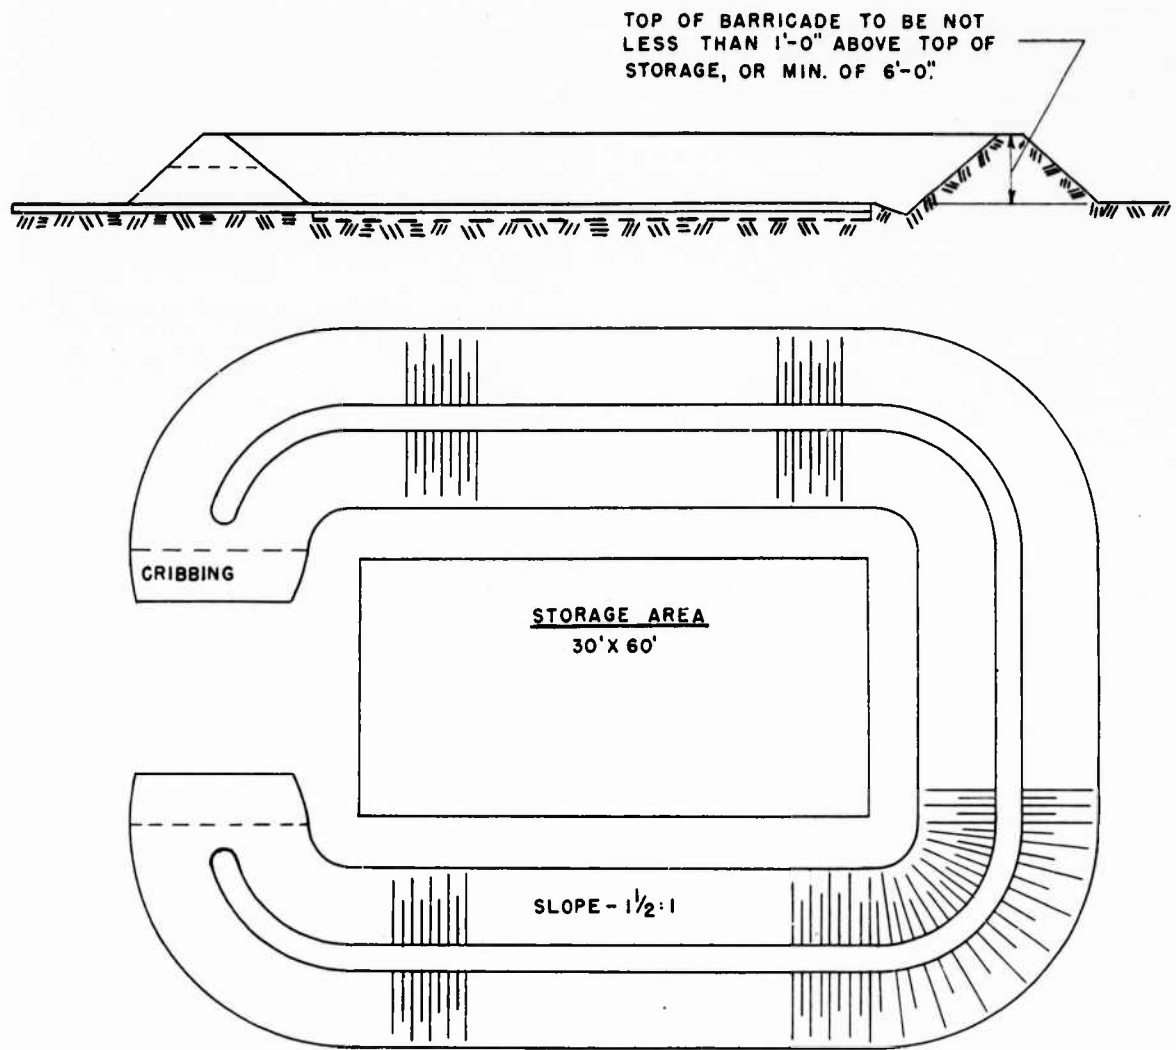 TOP OF BARRICADE TO BE NOT
LESS THAN 1'-0" ABOVE TOP OF
STORAGE, OR MIN. OF 6'-0".
CRIBBING
STORAGE AREA
30' X 60'
SLOPE - 1½:1